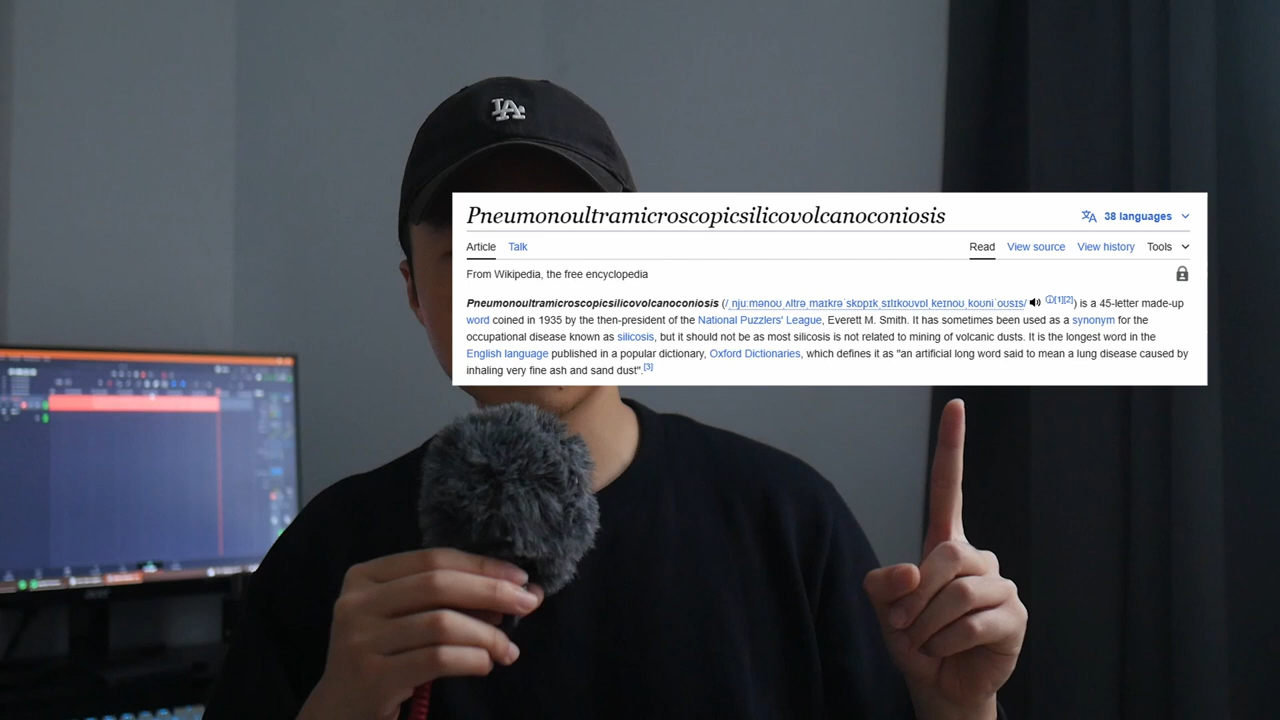 LA
Pneumonoultramicroscopicsilicovolcanoconiosis
38 languages
Article Talk Read View source View history Tools
From Wikipedia, the free encyclopedia
Pneumonoultramicroscopicsilicovolcanoconiosis (/ˌnjuːmənoʊˌʌltrəˌmaɪkrəˈskɒpɪkˌsɪlɪkoʊvɒlˌkeɪnoʊˌkoʊniˈoʊsɪs/ [1][2]) is a 45-letter made-up
word coined in 1935 by the then-president of the National Puzzlers' League, Everett M. Smith. It has sometimes been used as a synonym for the
occupational disease known as silicosis, but it should not be as most silicosis is not related to mining of volcanic dusts. It is the longest word in the
English language published in a popular dictionary, Oxford Dictionaries, which defines it as "an artificial long word said to mean a lung disease caused by
inhaling very fine ash and sand dust".[3]